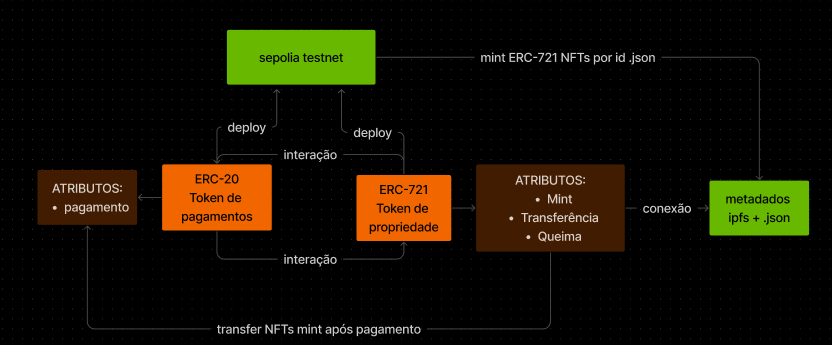 sepolia testnet
mint ERC-721 NFTs por id .json
deploy
deploy
interação
ATRIBUTOS:
• pagamento
ERC-20
Token de
pagamentos
ERC-721
Token de
propriedade
ATRIBUTOS:
• Mint
• Transferência
• Queima
conexão
metadados
ipfs + .json
interação
transfer NFTs mint após pagamento